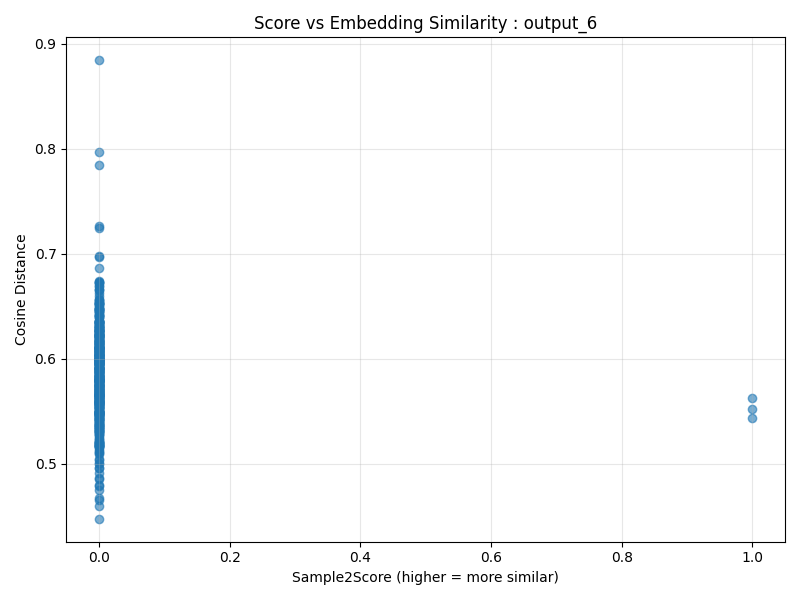 Score vs Embedding Similarity : output_6
0.9
0.8
0.7
0.6
0.5
Cosine Distance
0.0 0.2 0.4 0.6 0.8 1.0
Sample2Score (higher = more similar)